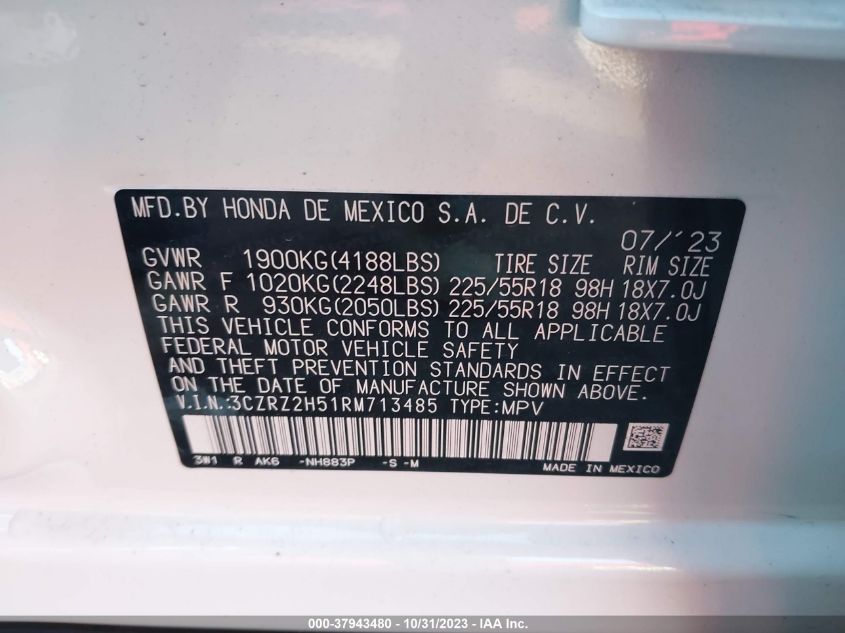 MFD.BY HONDA DE MEXICO S.A. DE C.V.
07/'23
GVWR 1900KG(4188LBS) TIRE SIZE RIM SIZE
GAWR F 1020KG(2248LBS) 225/55R18 98H 18X7.0J
GAWR R 930KG(2050LBS) 225/55R18 98H 18X7.0J
THIS VEHICLE CONFORMS TO ALL APPLICABLE
FEDERAL MOTOR VEHICLE SAFETY
AND THEFT PREVENTION STANDARDS IN EFFECT
ON THE DATE OF MANUFACTURE SHOWN ABOVE.
V.I.N.:3CZRZ2H51RM713485 TYPE:MPV
3W1 R AK6 -NH883P -S -M MADE IN MEXICO
000-37943480 - 10/31/2023 - IAA Inc.